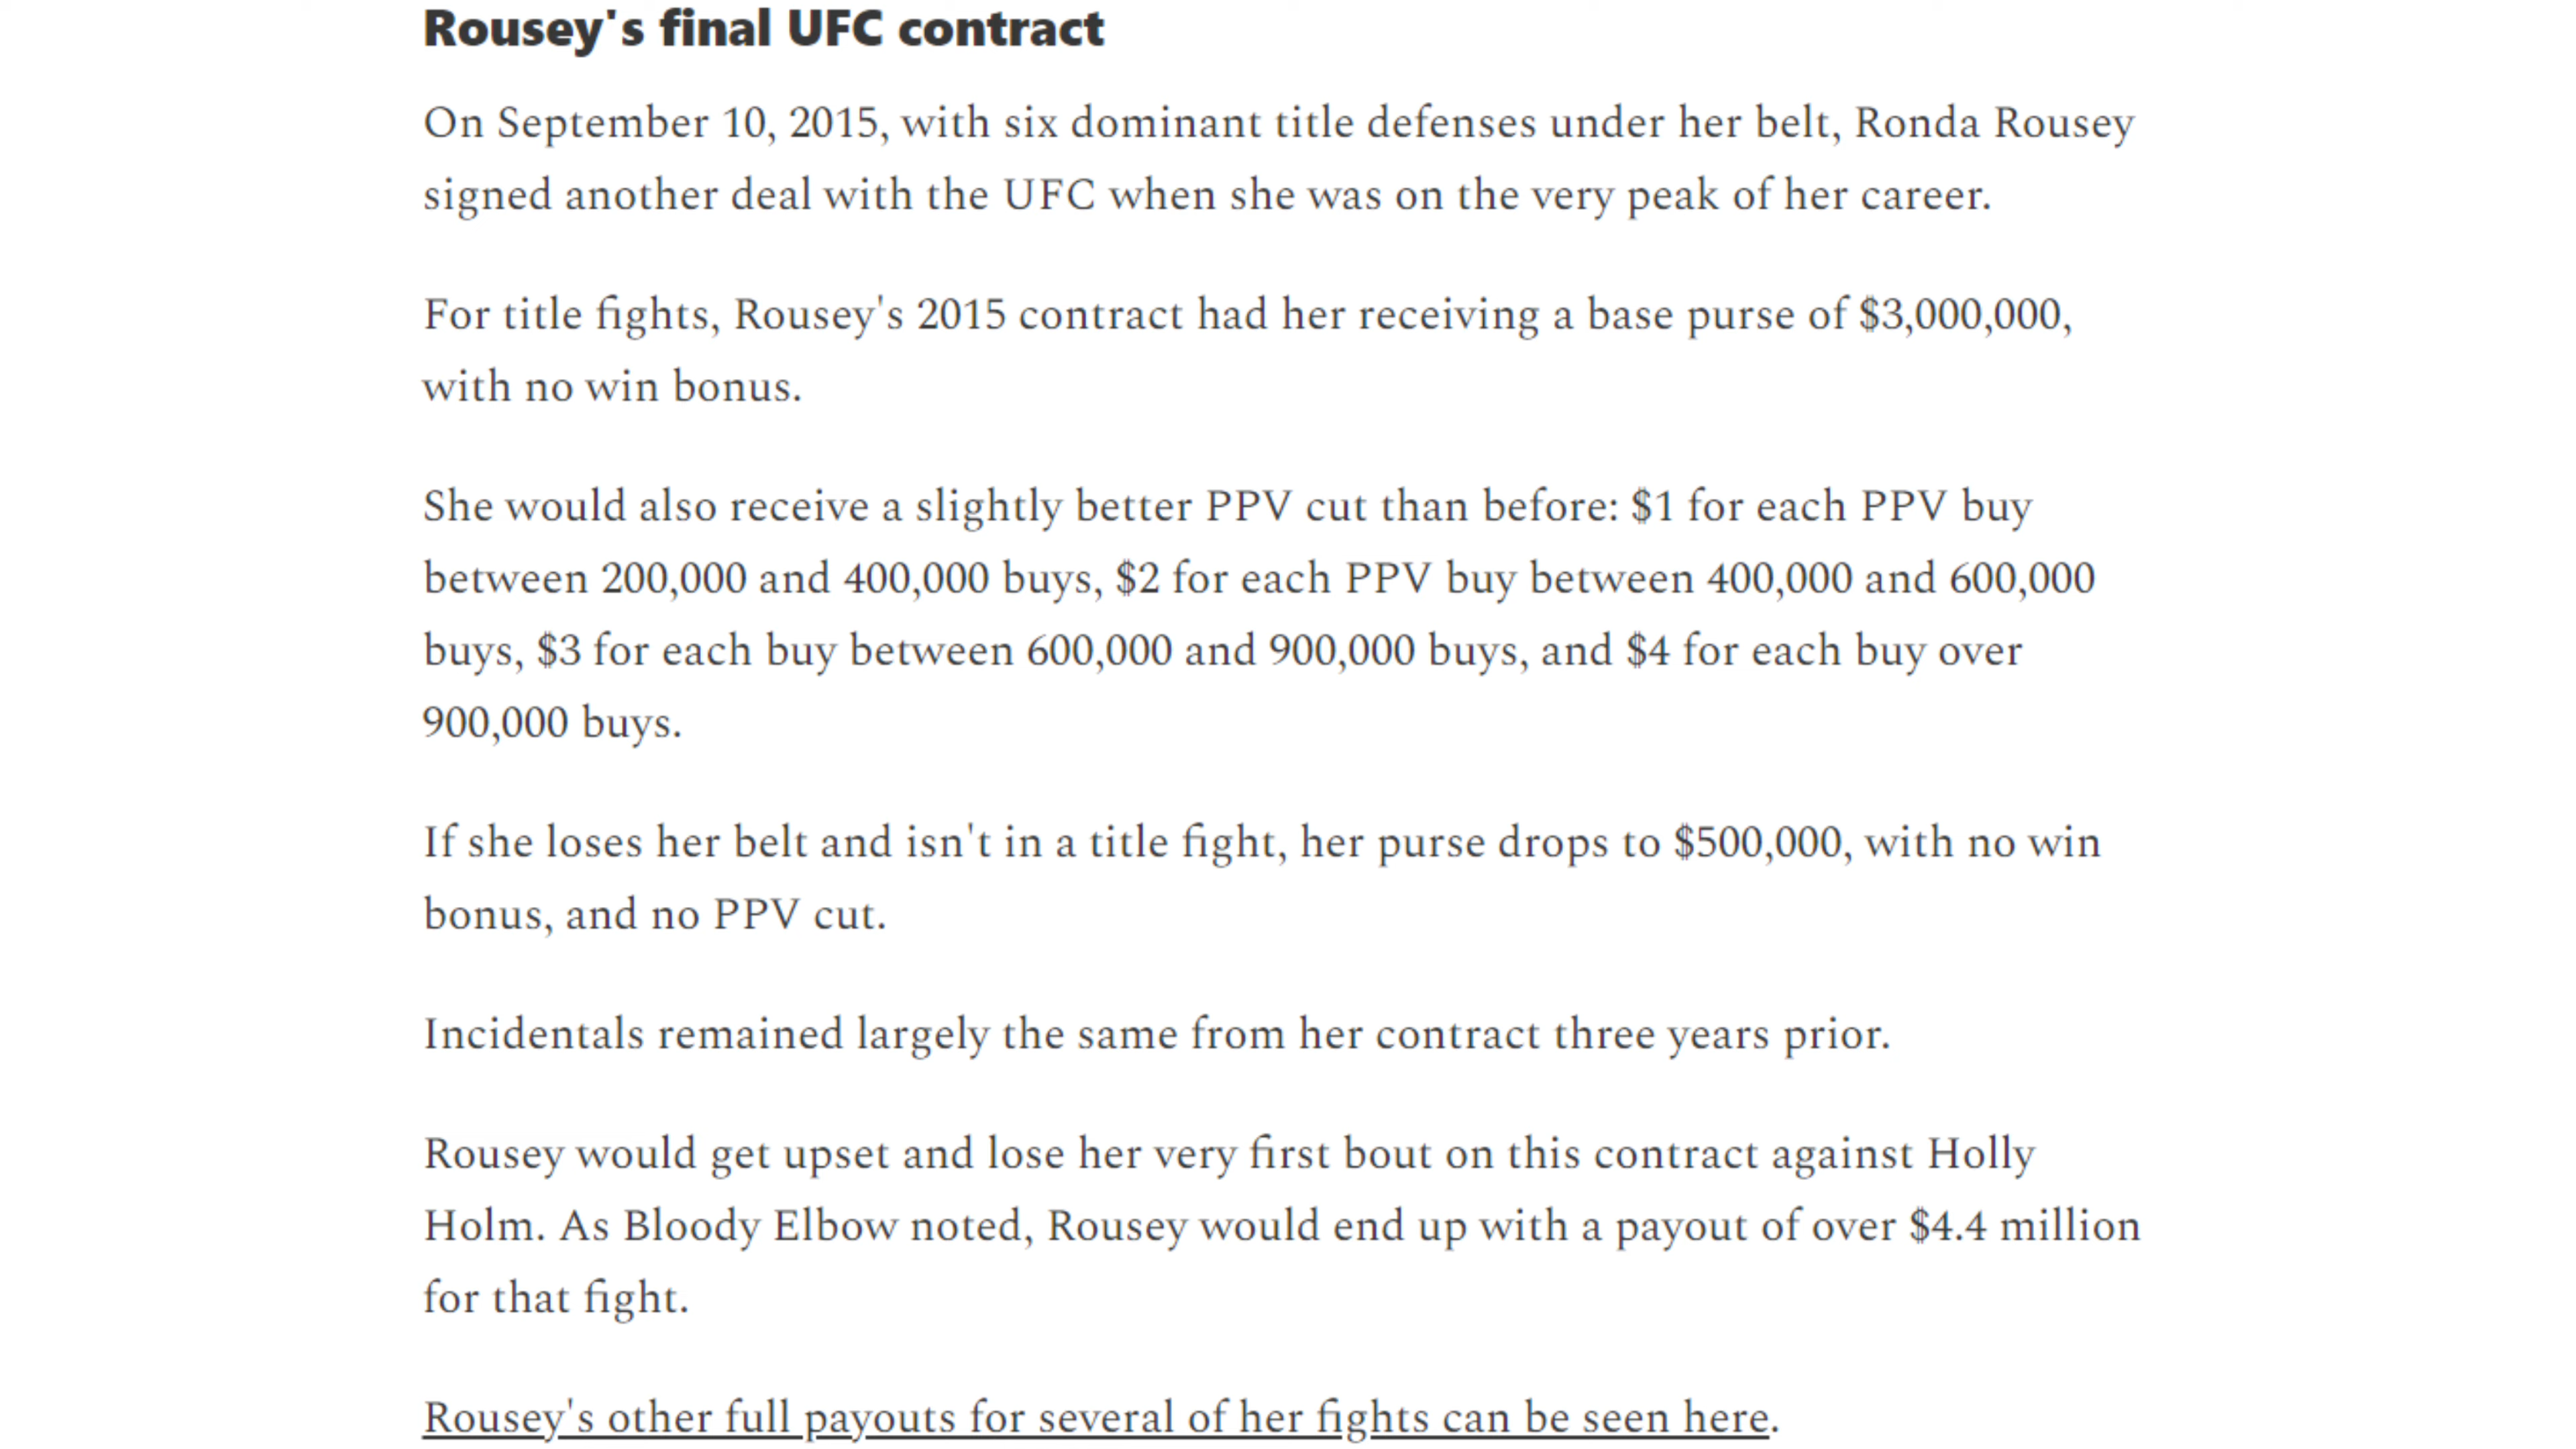 Rousey's final UFC contract
On September 10, 2015, with six dominant title defenses under her belt, Ronda Rousey
signed another deal with the UFC when she was on the very peak of her career.
For title fights, Rousey's 2015 contract had her receiving a base purse of $3,000,000,
with no win bonus.
She would also receive a slightly better PPV cut than before: $1 for each PPV buy
between 200,000 and 400,000 buys, $2 for each PPV buy between 400,000 and 600,000
buys, $3 for each buy between 600,000 and 900,000 buys, and $4 for each buy over
900,000 buys.
If she loses her belt and isn't in a title fight, her purse drops to $500,000, with no win
bonus, and no PPV cut.
Incidentals remained largely the same from her contract three years prior.
Rousey would get upset and lose her very first bout on this contract against Holly
Holm. As Bloody Elbow noted, Rousey would end up with a payout of over $4.4 million
for that fight.
Rousey's other full payouts for several of her fights can be seen here.